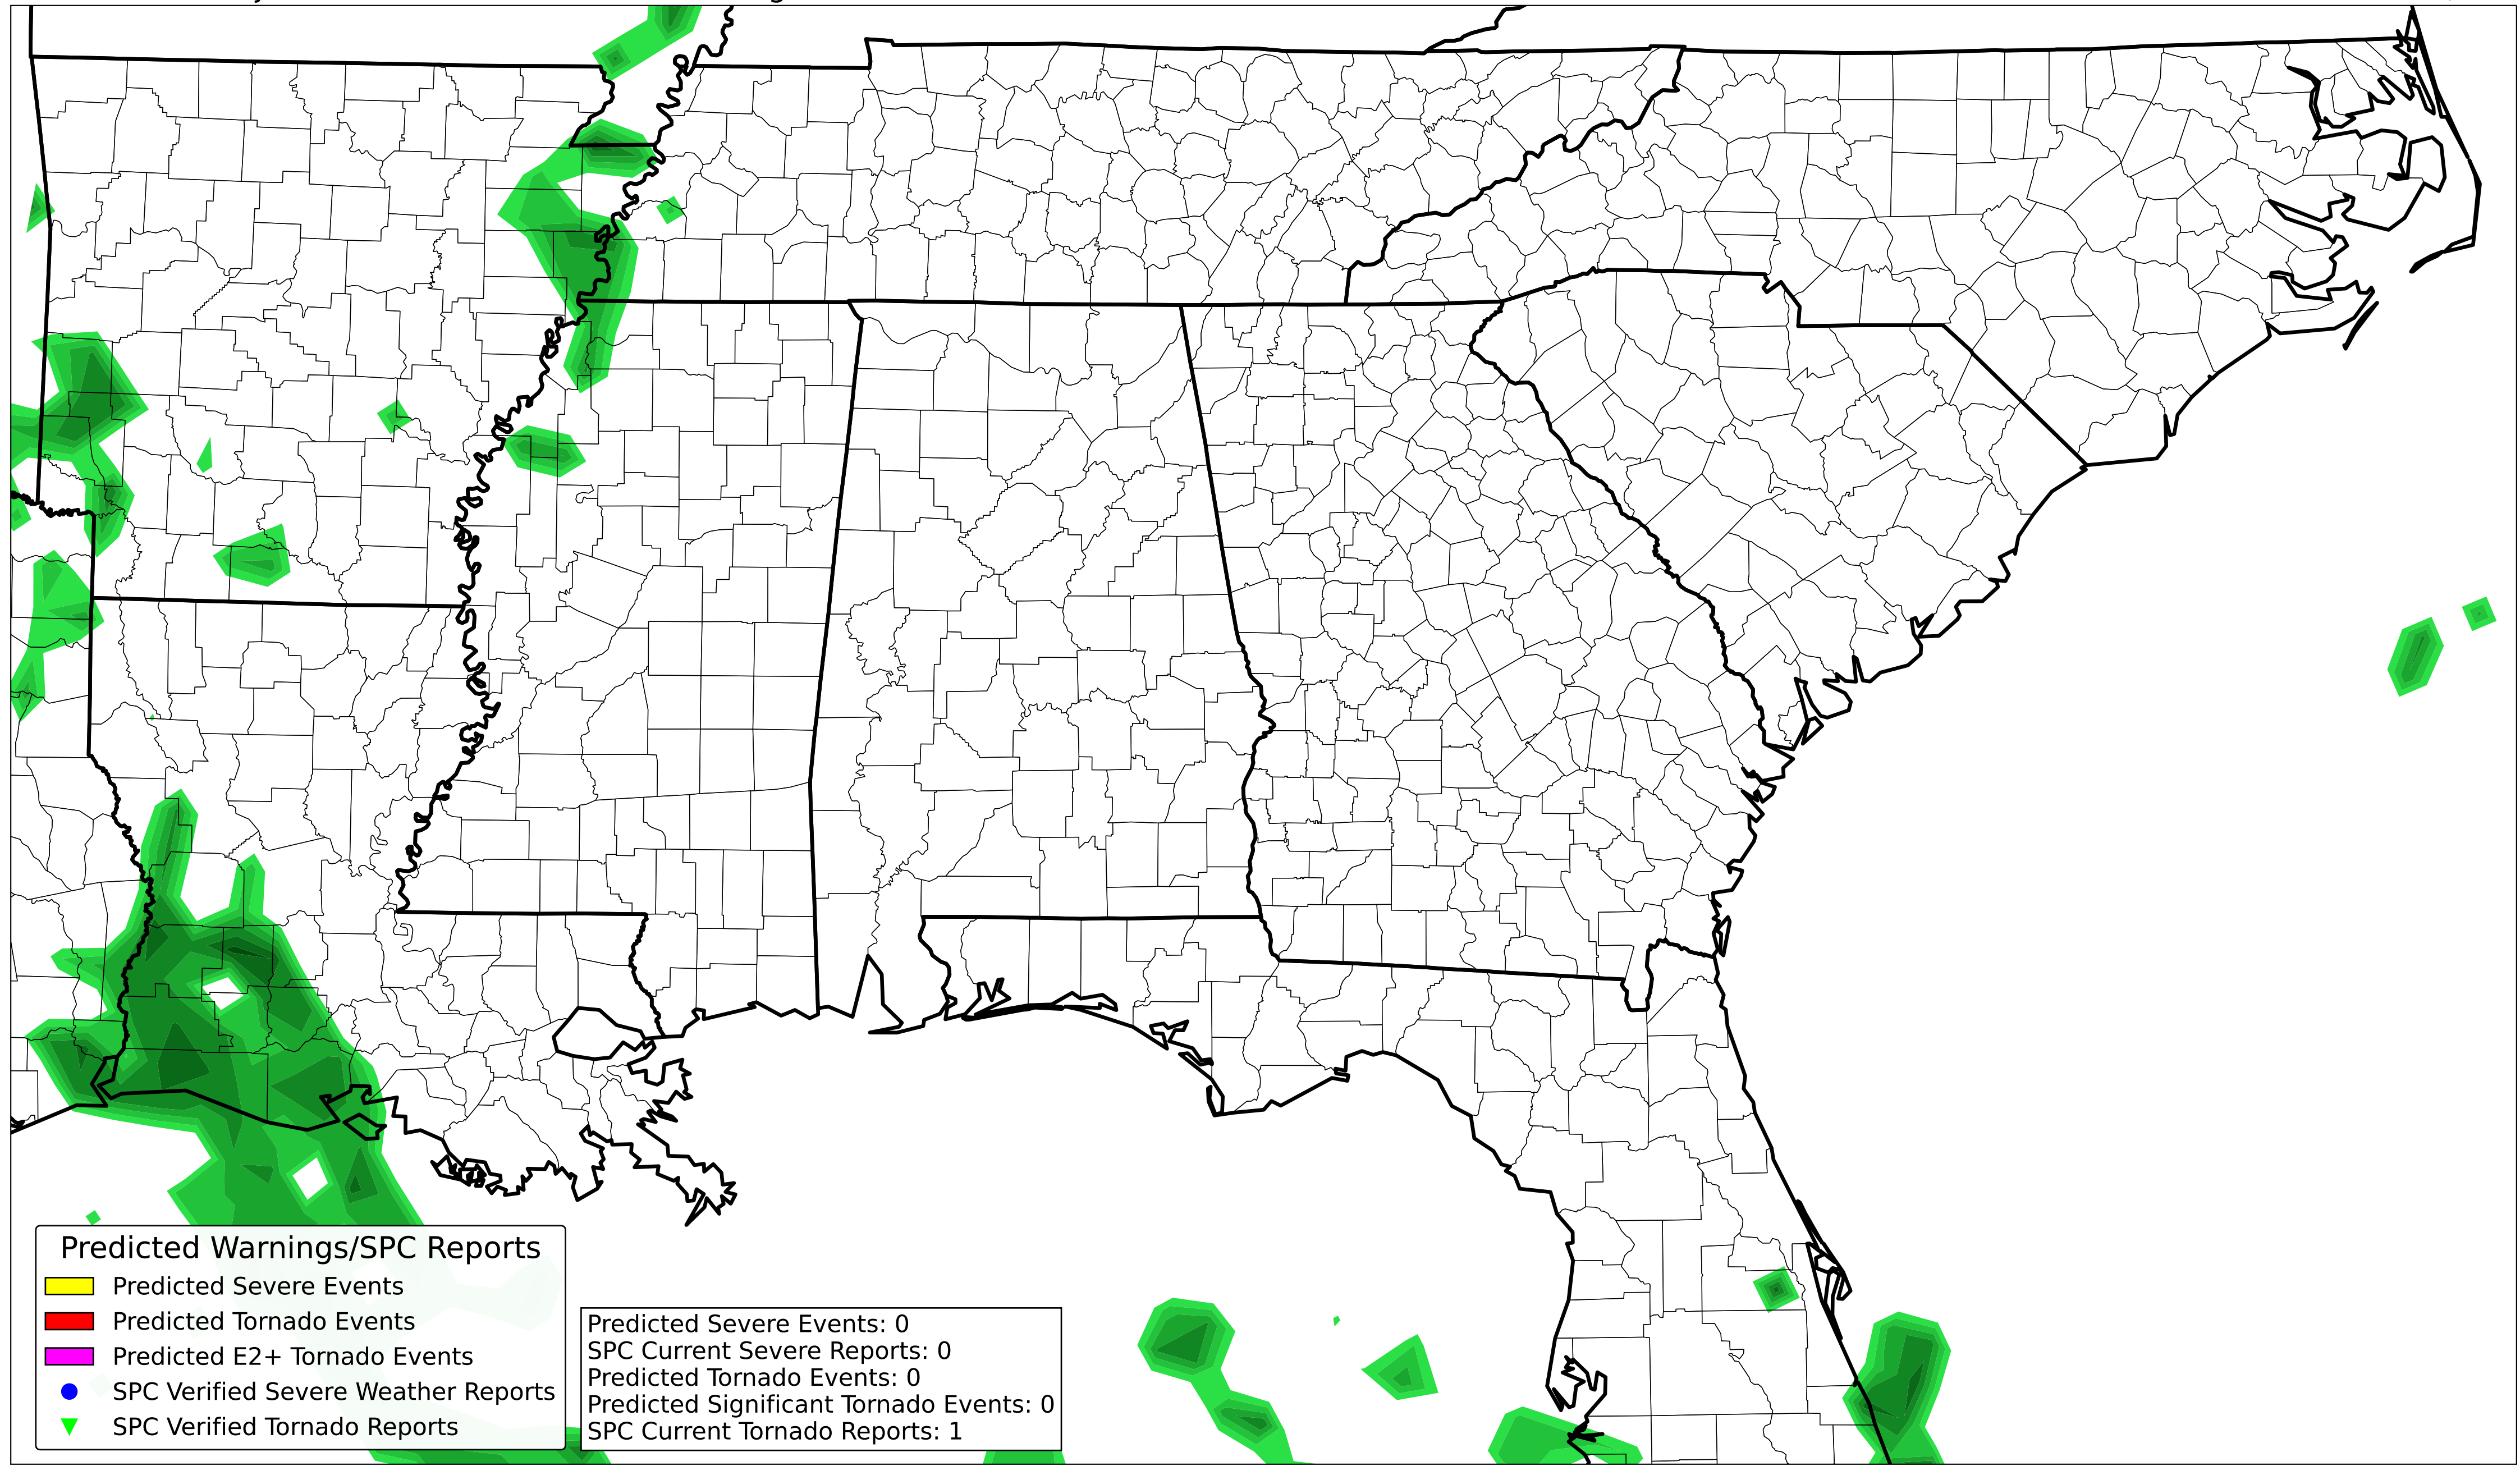 Predicted Warnings/SPC Reports
Predicted Severe Events
Predicted Tornado Events
Predicted E2+ Tornado Events
SPC Verified Severe Weather Reports
SPC Verified Tornado Reports
Predicted Severe Events: 0
SPC Current Severe Reports: 0
Predicted Tornado Events: 0
Predicted Significant Tornado Events: 0
SPC Current Tornado Reports: 1